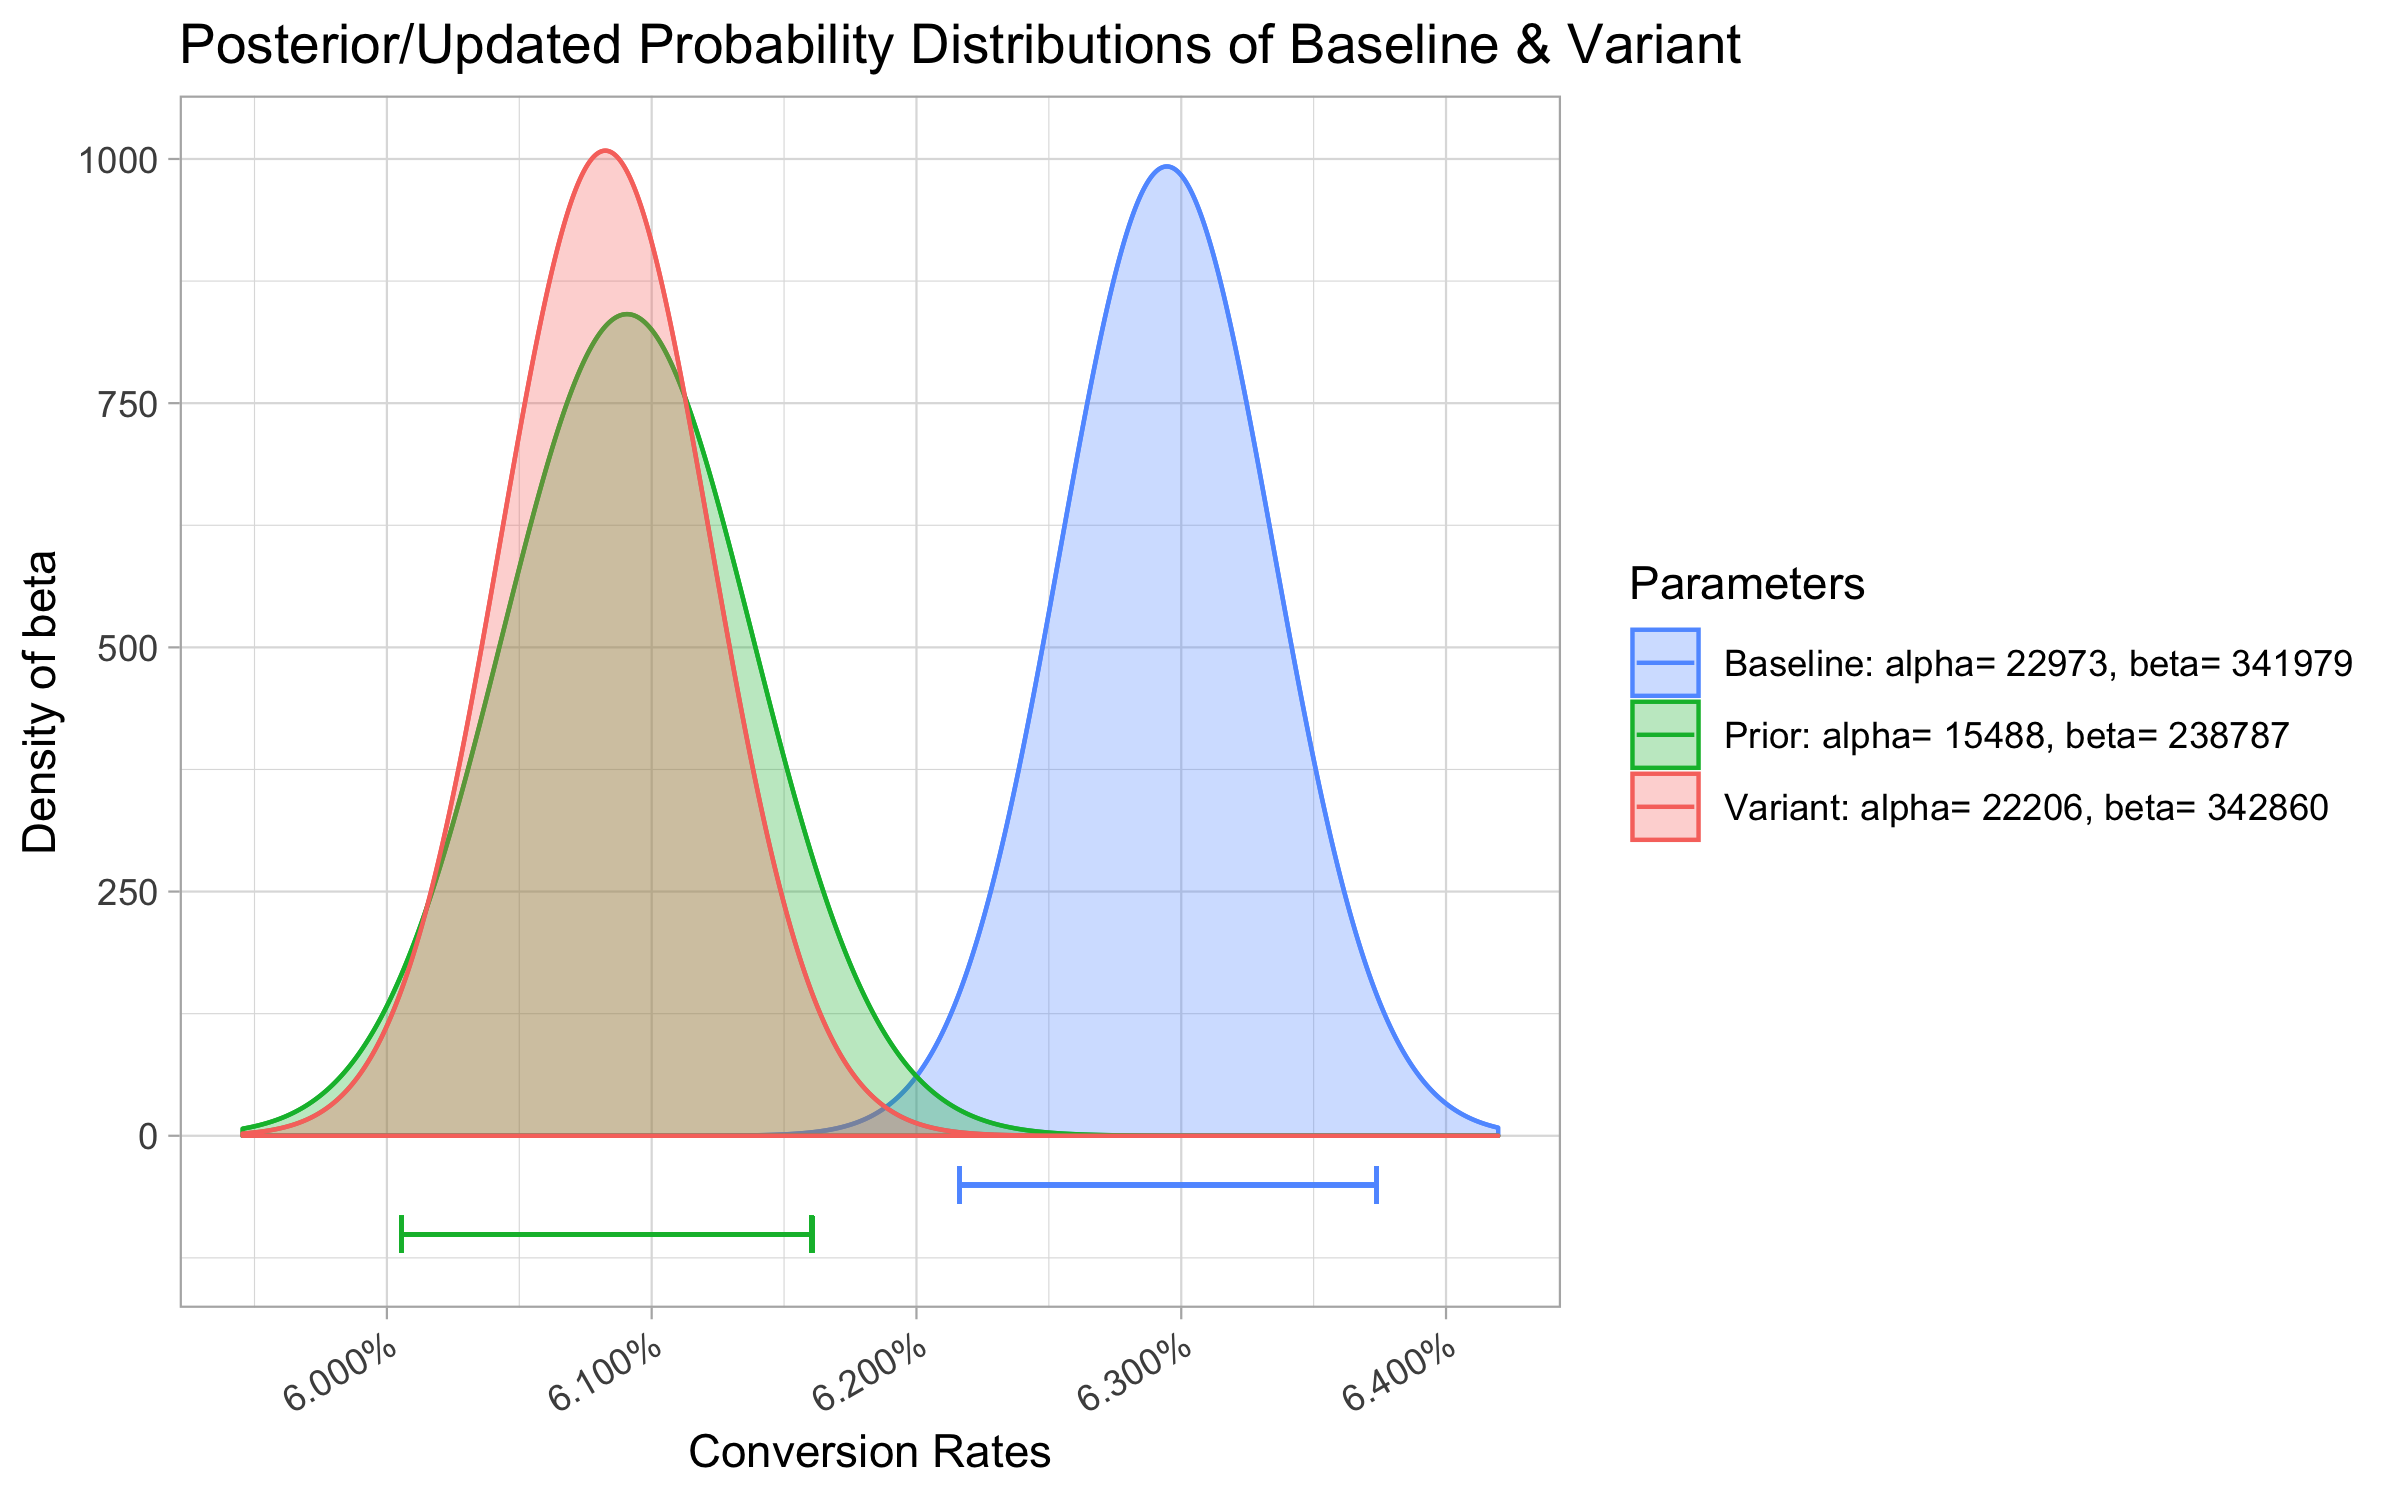 Posterior/Updated Probability Distributions of Baseline & Variant
1000
750
500
250
0
Density of beta
6.000%
6.100%
6.200%
6.300%
6.400%
Conversion Rates
Parameters
Baseline: alpha= 22973, beta= 341979
Prior: alpha= 15488, beta= 238787
Variant: alpha= 22206, beta= 342860